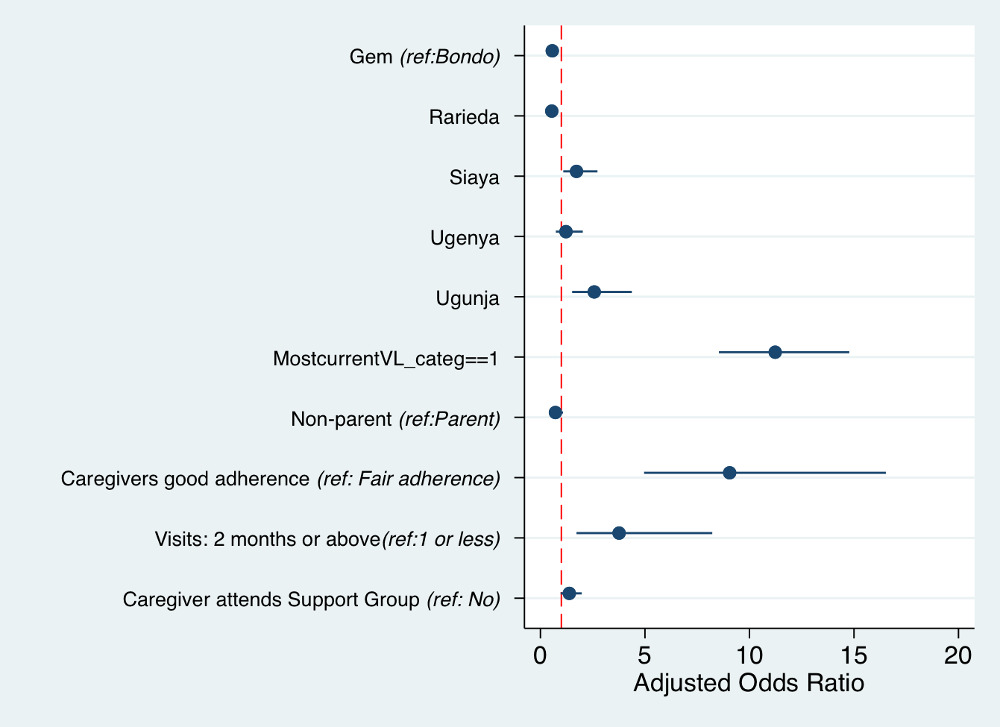 Gem (ref:Bondo)
Rarieda
Siaya
Ugenya
Ugunja
MostcurrentVL_categ==1
Non-parent (ref:Parent)
Caregivers good adherence (ref: Fair adherence)
Visits: 2 months or above(ref:1 or less)
Caregiver attends Support Group (ref: No)
0 5 10 15 20
Adjusted Odds Ratio